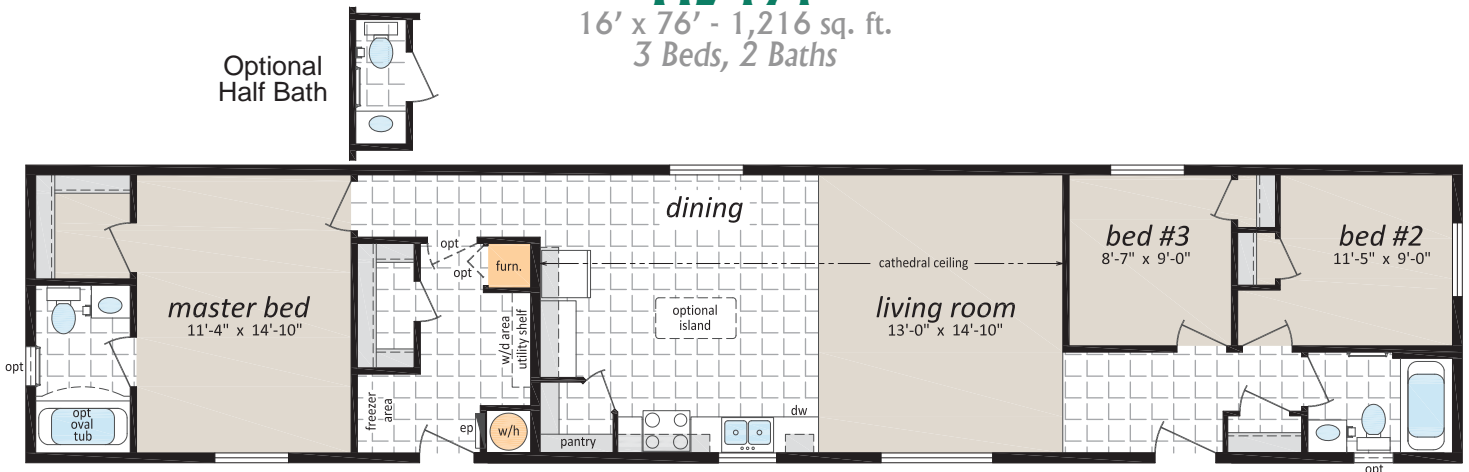 16' x 76' - 1,216 sq. ft.
3 Beds, 2 Baths
Optional
Half Bath
dining
opt
opt
furn.
cathedral ceiling
bed #3
8'-7" x 9'-0"
bed #2
11'-5" x 9'-0"
master bed
11'-4" x 14'-10"
w/d area
utility shelf
optional
island
living room
13'-0" x 14'-10"
opt
opt
oval
tub
freezer
area
ep
w/h
pantry
dw
opt